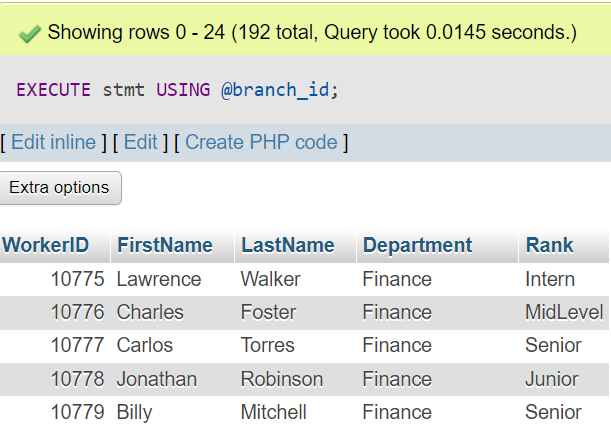 Showing rows 0 - 24 (192 total, Query took 0.0145 seconds.)
EXECUTE stmt USING @branch_id;
[ Edit inline ] [ Edit ] [ Create PHP code ]
Extra options
WorkerID FirstName LastName Department Rank
10775 Lawrence Walker Finance Intern
10776 Charles Foster Finance MidLevel
10777 Carlos Torres Finance Senior
10778 Jonathan Robinson Finance Junior
10779 Billy Mitchell Finance Senior